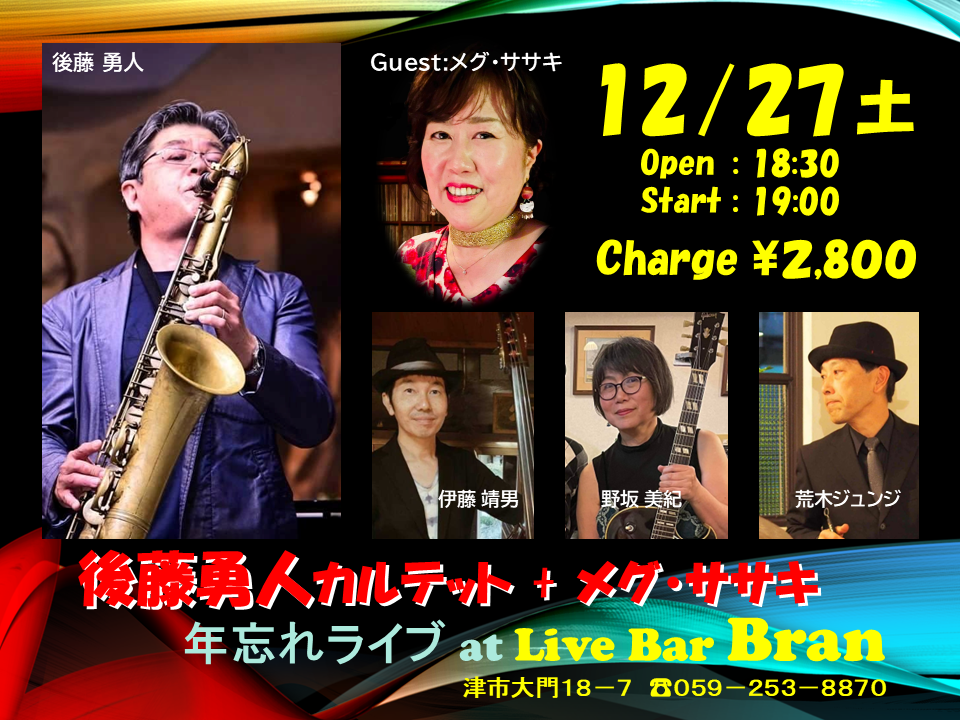 後藤 勇人
Guest:メグ・ササキ
12/27土
Open : 18:30
Start : 19:00
Charge ¥2,800
伊藤 靖男
野坂 美紀
荒木ジュンジ
後藤勇人カルテット + メグ・ササキ
年忘れライブ at Live Bar Bran
津市大門18－7 ☎059－253－8870